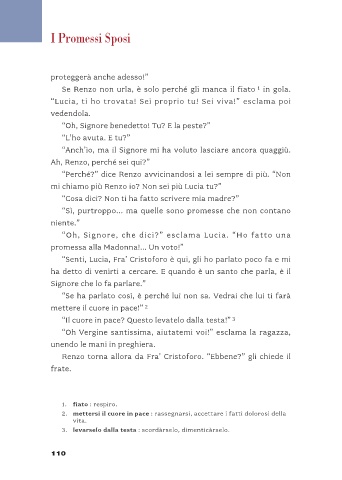 I Promessi Sposi
proteggerà anche adesso!”
Se Renzo non urla, è solo perché gli manca il fiato 1 in gola.
“Lucia, ti ho trovata! Sei proprio tu! Sei viva!” esclama poi
vedendola.
“Oh, Signore benedetto! Tu? E la peste?”
“L’ho avuta. E tu?”
“Anch’io, ma il Signore mi ha voluto lasciare ancora quaggiù.
Ah, Renzo, perché sei qui?”
“Perché?” dice Renzo avvicinandosi a lei sempre di più. “Non
mi chiamo più Renzo io? Non sei più Lucia tu?”
“Cosa dici? Non ti ha fatto scrivere mia madre?”
“Sì, purtroppo... ma quelle sono promesse che non contano
niente.”
“Oh, Signore, che dici?” esclama Lucia. “Ho fatto una
promessa alla Madonna!... Un voto!”
“Senti, Lucia, Fra’ Cristoforo è qui, gli ho parlato poco fa e mi
ha detto di venirti a cercare. E quando è un santo che parla, è il
Signore che lo fa parlare.”
“Se ha parlato così, è perché lui non sa. Vedrai che lui ti farà
mettere il cuore in pace!” 2
“Il cuore in pace? Questo levatelo dalla testa!” 3
“Oh Vergine santissima, aiutatemi voi!” esclama la ragazza,
unendo le mani in preghiera.
Renzo torna allora da Fra’ Cristoforo. “Ebbene?” gli chiede il
frate.
1. fiato : respiro.
2. mettersi il cuore in pace : rassegnarsi, accettare i fatti dolorosi della
vita.
3. levarselo dalla testa : scordàrselo, dimenticàrselo.
110